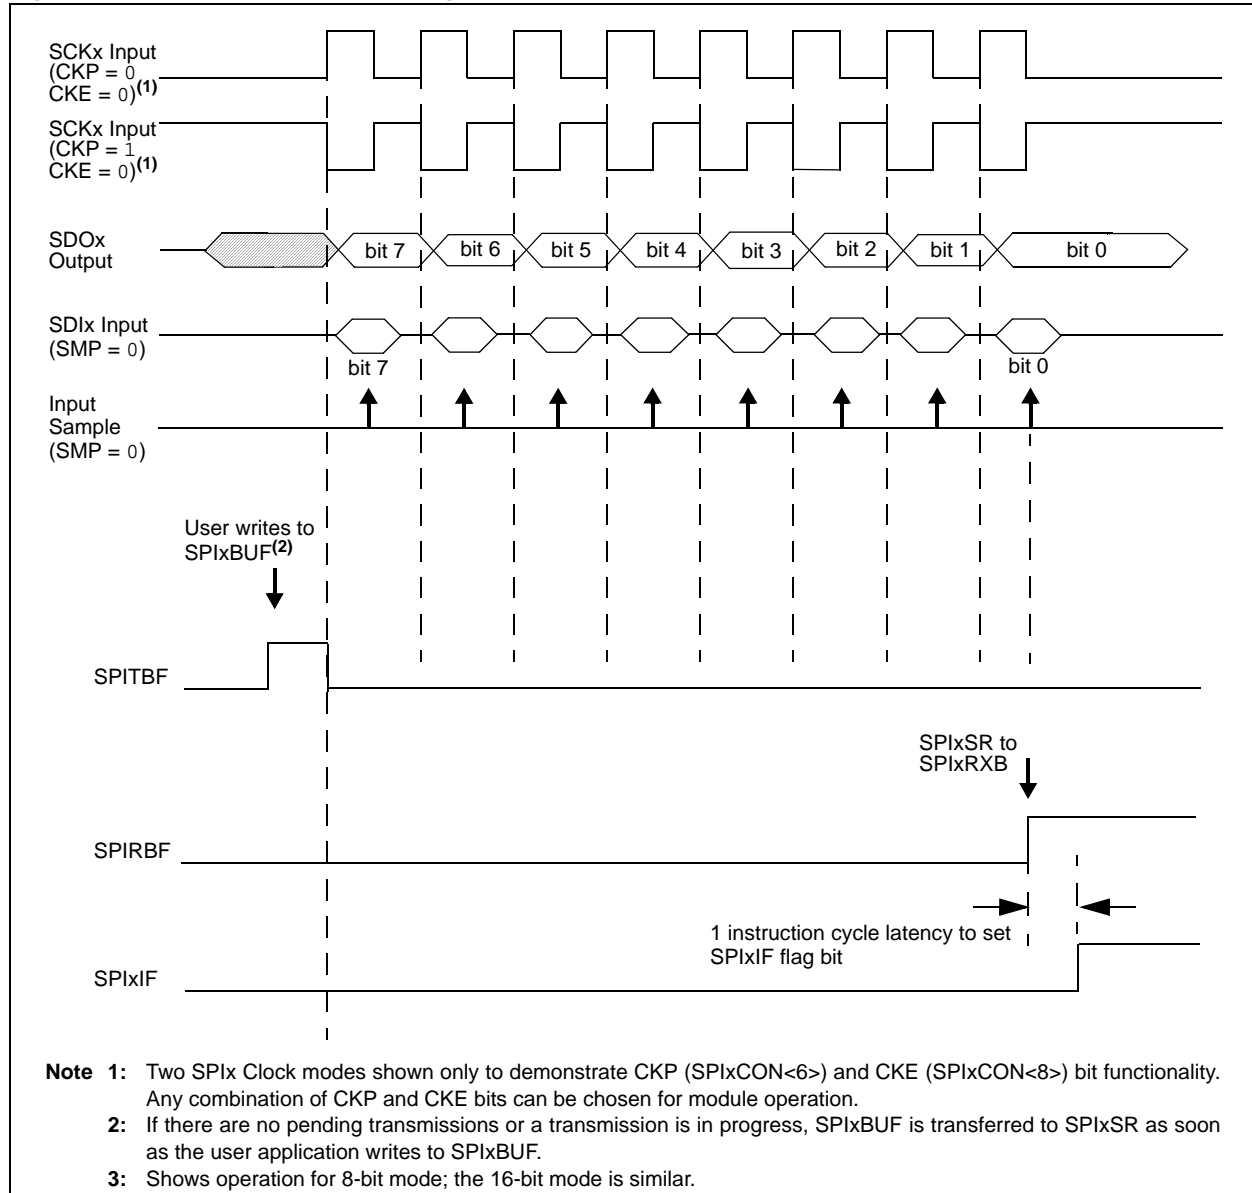 SCKx Input
(CKP = 0
CKE = 0)(1)
SCKx Input
(CKP = 1
CKE = 0)(1)
SDOx
Output
bit 7 bit 6 bit 5 bit 4 bit 3 bit 2 bit 1 bit 0
SDIx Input
(SMP = 0)
bit 7 bit 0
Input
Sample
(SMP = 0)
User writes to
SPIxBUF(2)
SPITBF
SPIxSR to
SPIxRXB
SPIRBF
1 instruction cycle latency to set
SPIxIF flag bit
SPIxIF
Note 1: Two SPIx Clock modes shown only to demonstrate CKP (SPIxCON<6>) and CKE (SPIxCON<8>) bit functionality.
Any combination of CKP and CKE bits can be chosen for module operation.
2: If there are no pending transmissions or a transmission is in progress, SPIxBUF is transferred to SPIxSR as soon
as the user application writes to SPIxBUF.
3: Shows operation for 8-bit mode; the 16-bit mode is similar.